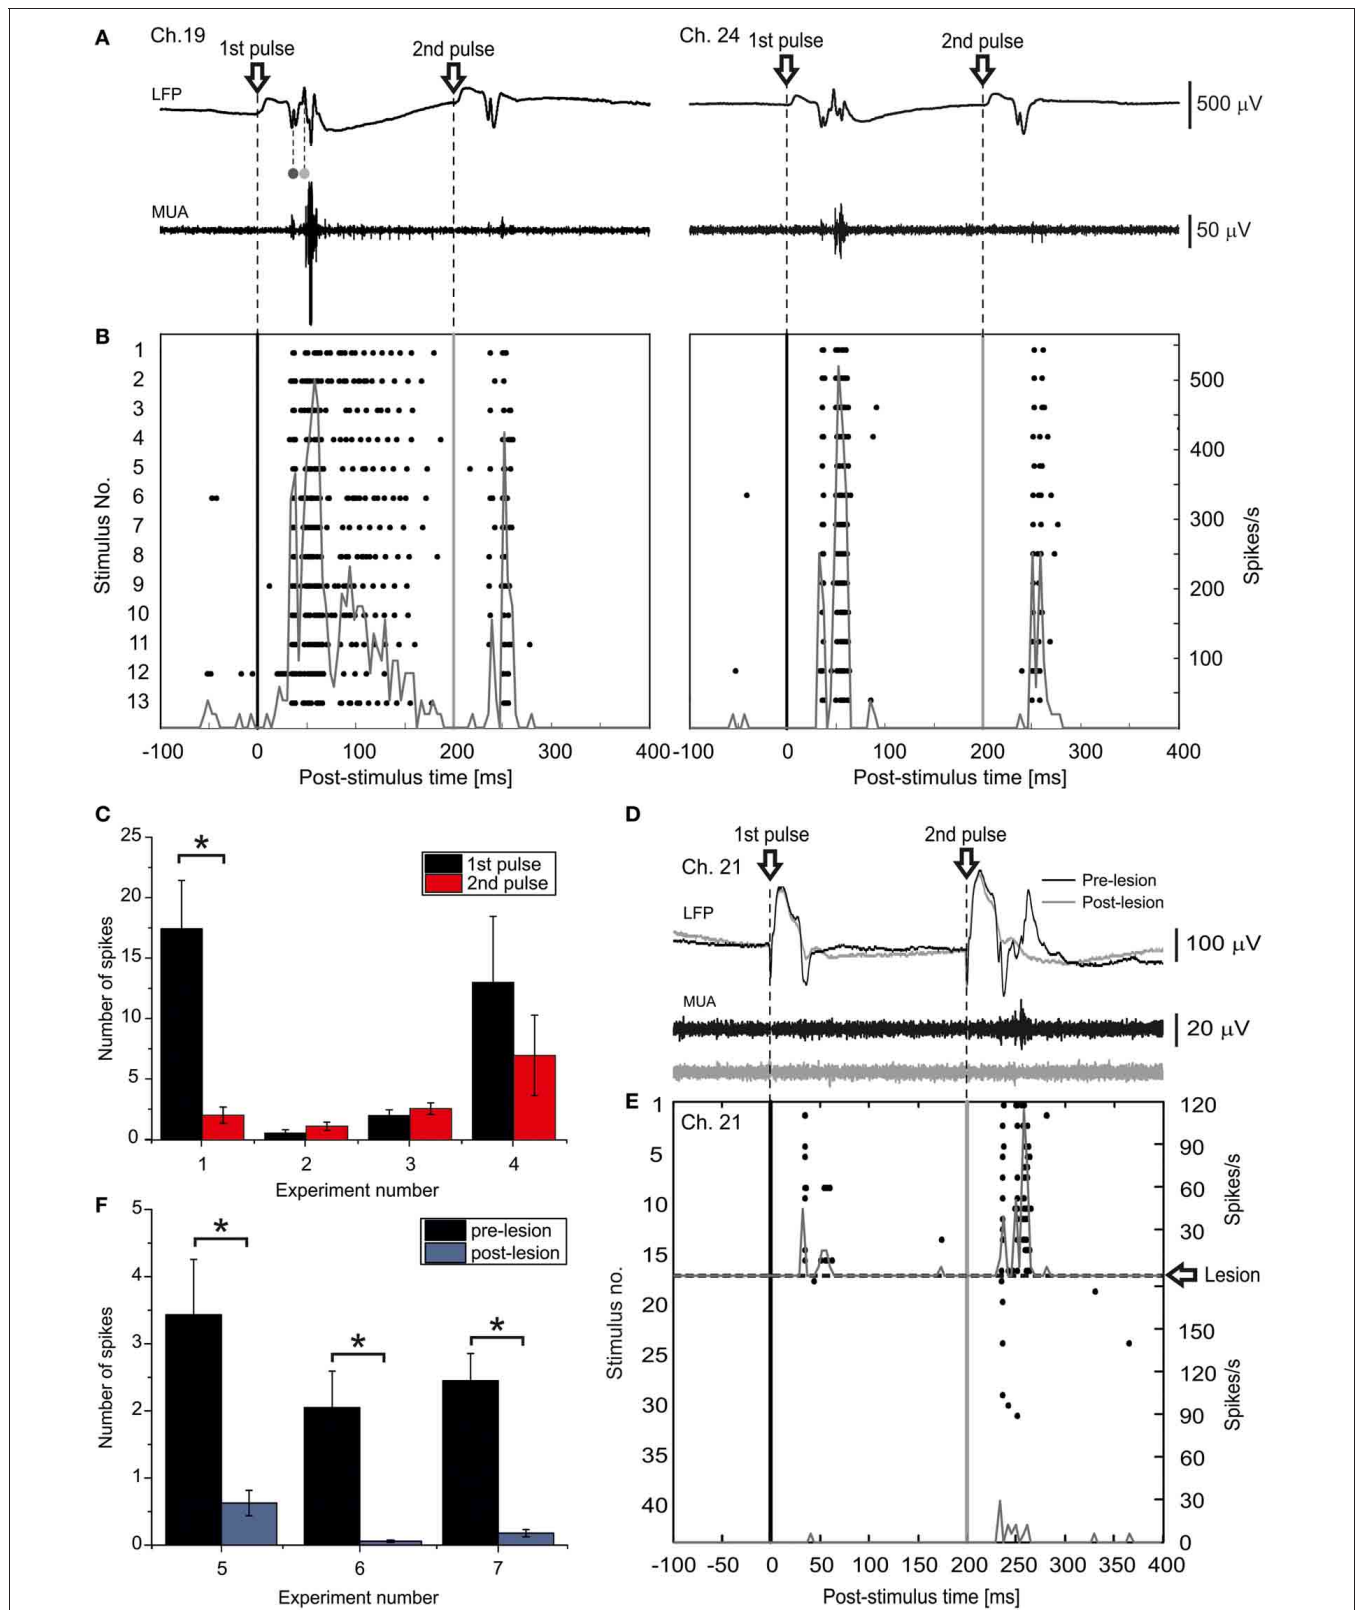 A
Ch.19
1st pulse
2nd pulse
Ch. 24
1st pulse
2nd pulse
LFP
500 µV
MUA
50 µV
B
Stimulus No.
1
2
3
4
5
6
7
8
9
10
11
12
13
500
400
300
200
100
Spikes/s
-100 0 100 200 300 400
Post-stimulus time [ms]
-100 0 100 200 300 400
Post-stimulus time [ms]
C
25
20
15
10
5
0
Number of spikes
*
1st pulse
2nd pulse
1 2 3 4
Experiment number
D
1st pulse
2nd pulse
Ch. 21
Pre-lesion
Post-lesion
LFP
100 µV
MUA
20 µV
E
Ch. 21
1
5
10
15
20
25
30
35
40
Stimulus no.
120
90
60
30
Spikes/s
Lesion
150
120
90
60
30
0
Spikes/s
-100 -50 0 50 100 150 200 250 300 350 400
Post-stimulus time [ms]
F
5
4
3
2
1
0
Number of spikes
*
*
*
pre-lesion
post-lesion
5 6 7
Experiment number